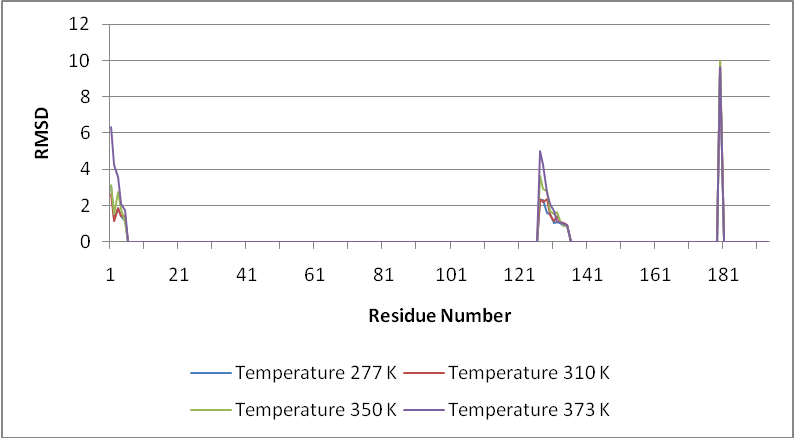 12
10
8
6
4
2
0
RMSD
1 21 41 61 81 101 121 141 161 181
Residue Number
Temperature 277 K Temperature 310 K
Temperature 350 K Temperature 373 K